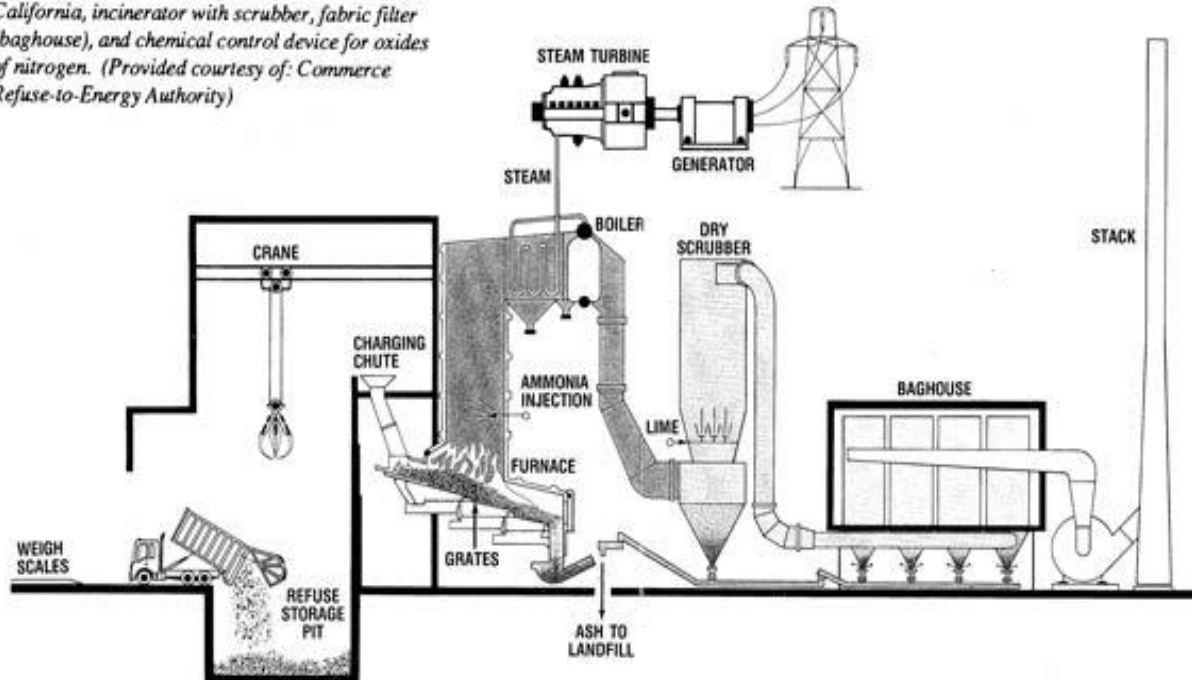 California, incinerator with scrubber, fabric filter
(baghouse), and chemical control device for oxides
of nitrogen. (Provided courtesy of: Commerce
Refuse-to-Energy Authority)
STEAM TURBINE
GENERATOR
STEAM
BOILER
DRY
SCRUBBER
STACK
CRANE
CHARGING
CHUTE
AMMONIA
INJECTION
BAGHOUSE
LIME
FURNACE
GRATES
WEIGH
SCALES
REFUSE
STORAGE
PIT
ASH TO
LANDFILL